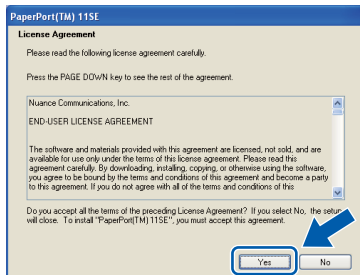 PaperPort(TM) 11SE
License Agreement
Please read the following license agreement carefully.
Press the PAGE DOWN key to see the rest of the agreement.
Nuance Communications, Inc.
END-USER LICENSE AGREEMENT
The software and materials provided with this agreement are licensed, not sold, and are
available for use only under the terms of this license agreement. Please read this
agreement carefully. By downloading, installing, copying, or otherwise using the software,
you agree to be bound by the terms and conditions of this agreement and become a party
to this agreement. If you do not agree with all of the terms and conditions of this
Do you accept all the terms of the preceding License Agreement? If you select No, the setup
will close. To install "PaperPort(TM) 11SE", you must accept this agreement.
Yes
No